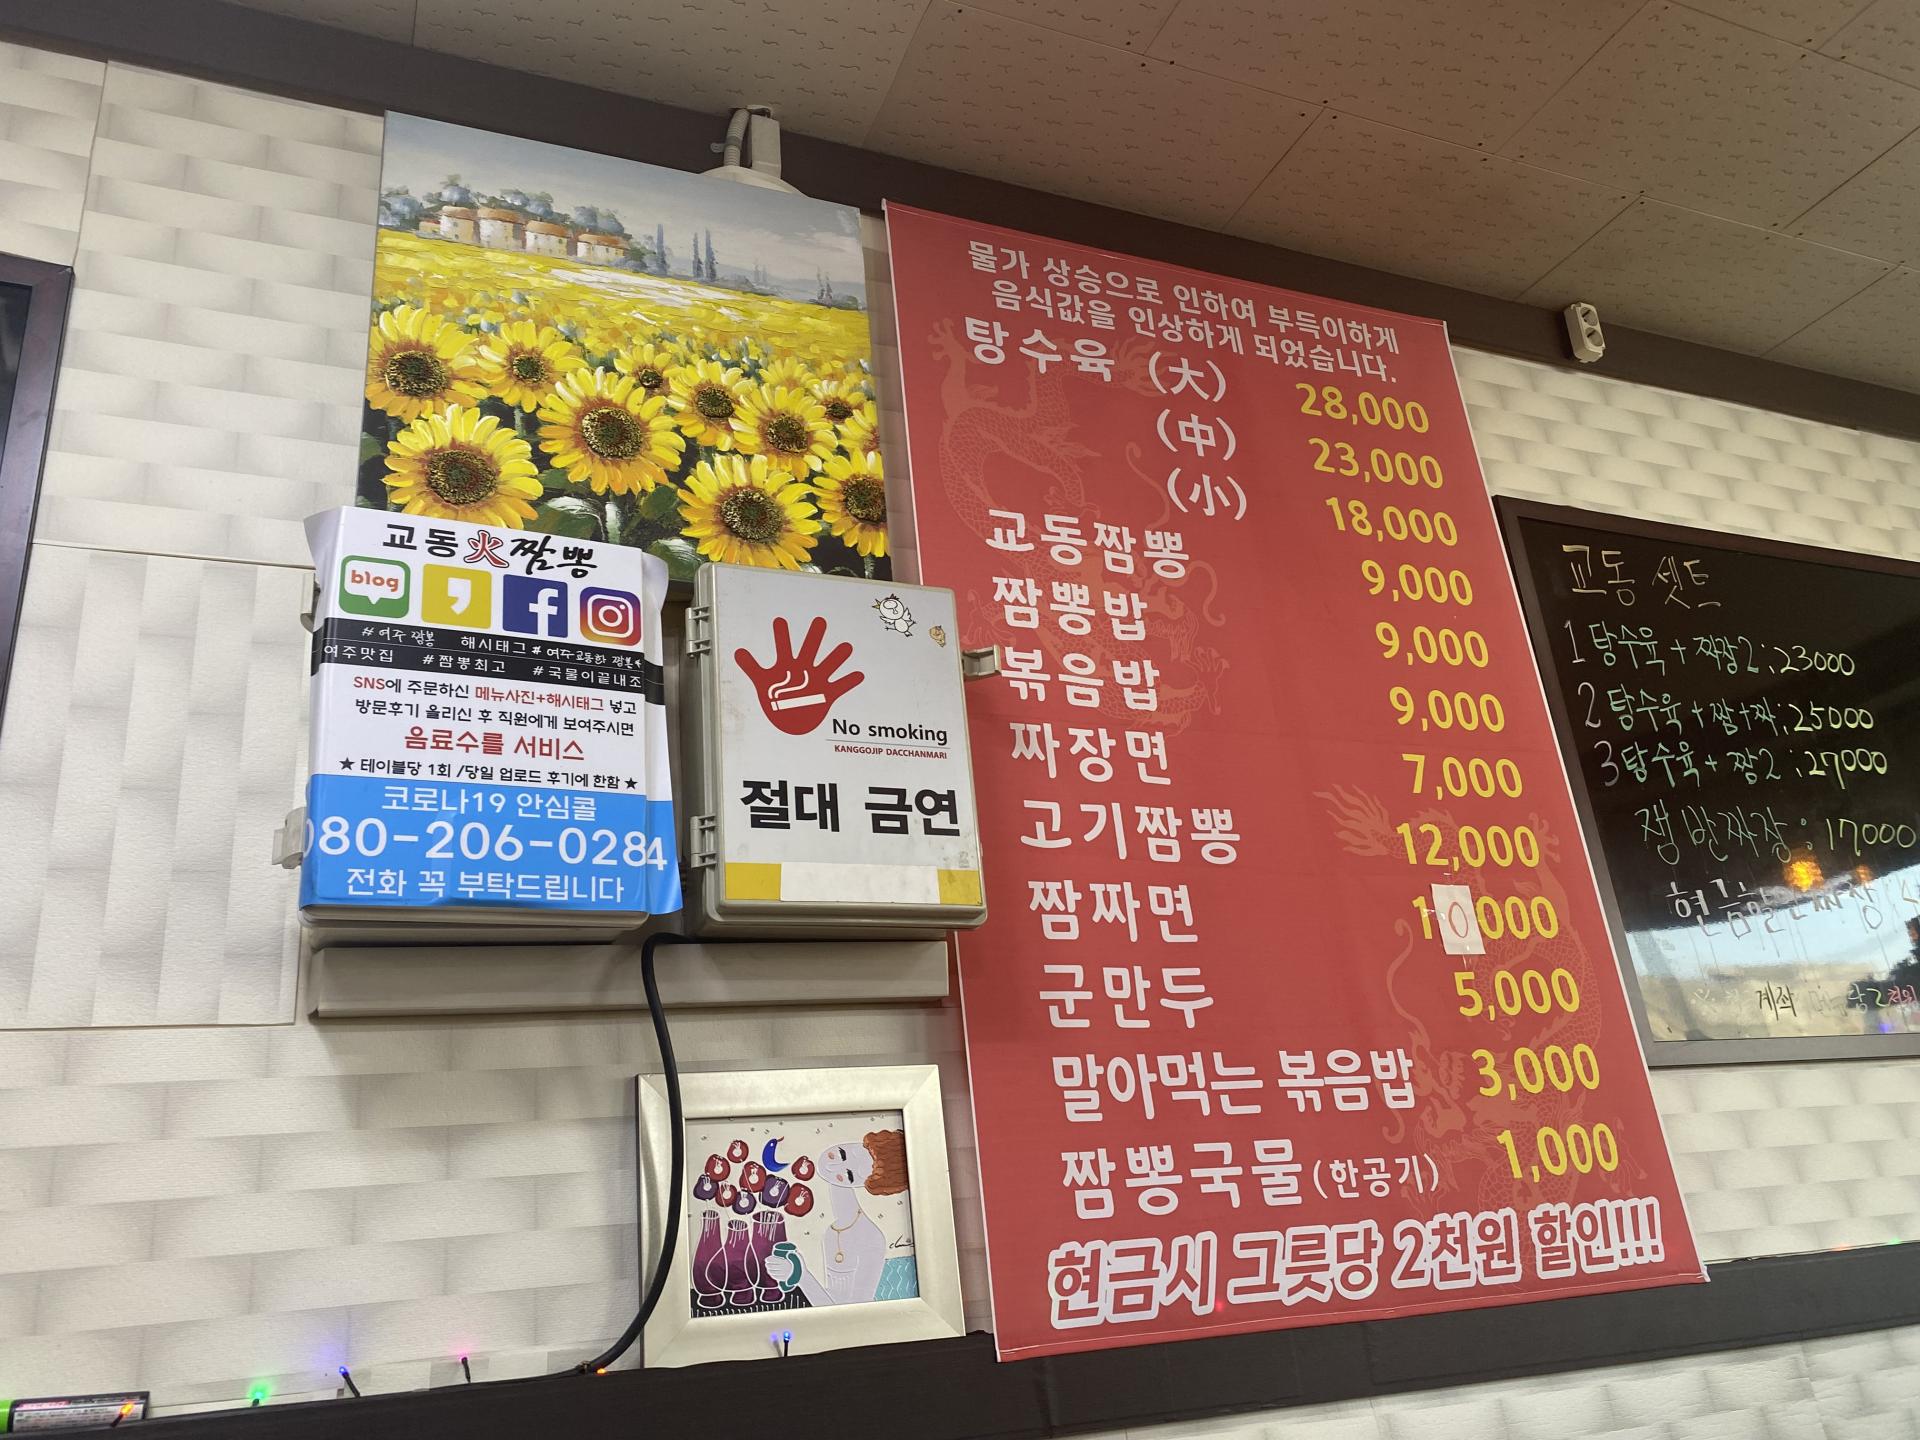 교동火짬뽕
blog
f
#여주 짬뽕 해시태그 #여주교동화 짬뽕
여주맛집 #짬뽕최고 #국물이끝내조
SNS에 주문하신 메뉴사진+해시태그 넣고
방문후기 올리신 후 직원에게 보여주시면
음료수를 서비스
★ 테이블당 1회 /당일 업로드 후기에 한함 ★
코로나19 안심콜
080-206-0284
전화 꼭 부탁드립니다
No smoking
KANGGOJIP DACCHANMARI
절대 금연
물가 상승으로 인하여 부득이하게
음식값을 인상하게 되었습니다.
탕수육 (大) 28,000
(中) 23,000
(小) 18,000
교동짬뽕 9,000
짬뽕밥 9,000
볶음밥 9,000
짜장면 7,000
고기짬뽕 12,000
짬짜면 10000
군만두 5,000
말아먹는 볶음밥 3,000
짬뽕국물(한공기) 1,000
현금시 그릇당 2천원 할인!!!
교동 셋트
1 탕수육 + 짜장2 : 23000
2 탕수육 + 짬+짜 : 25000
3 탕수육 + 짬2 : 27000
쟁반짜장 : 17000
현금할인
계좌